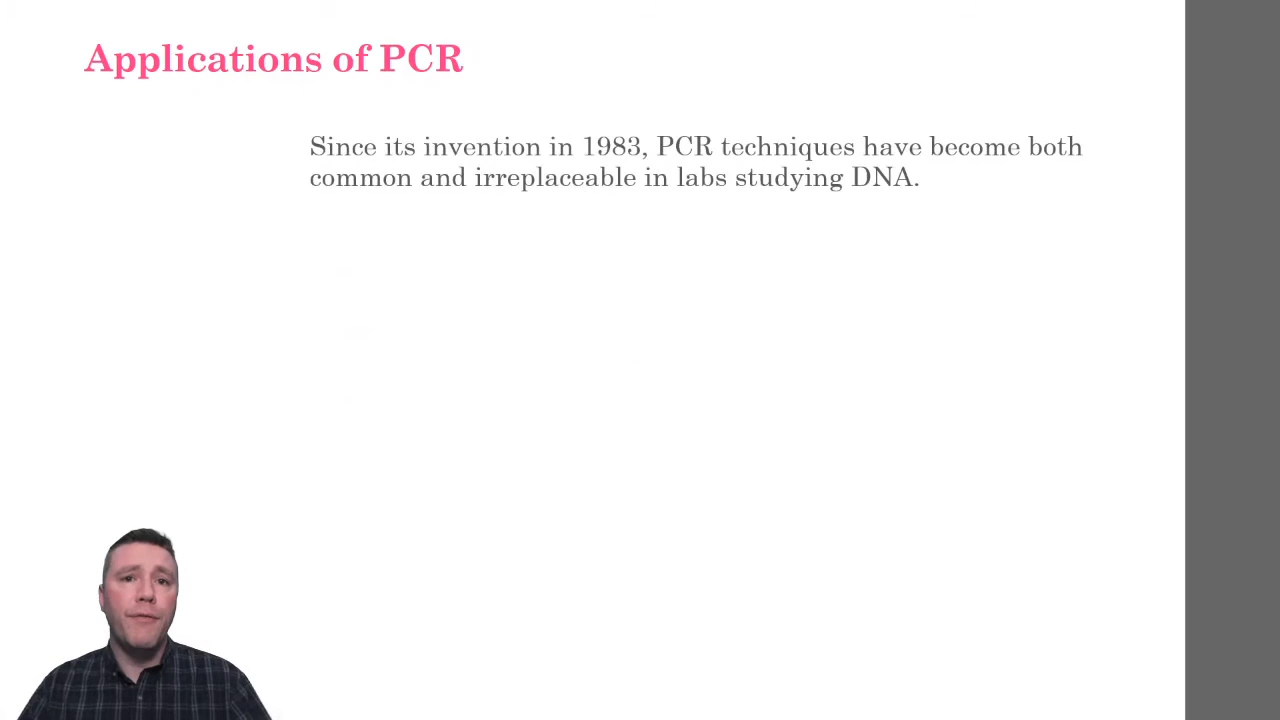 Applications of PCR
Since its invention in 1983, PCR techniques have become both
common and irreplaceable in labs studying DNA.